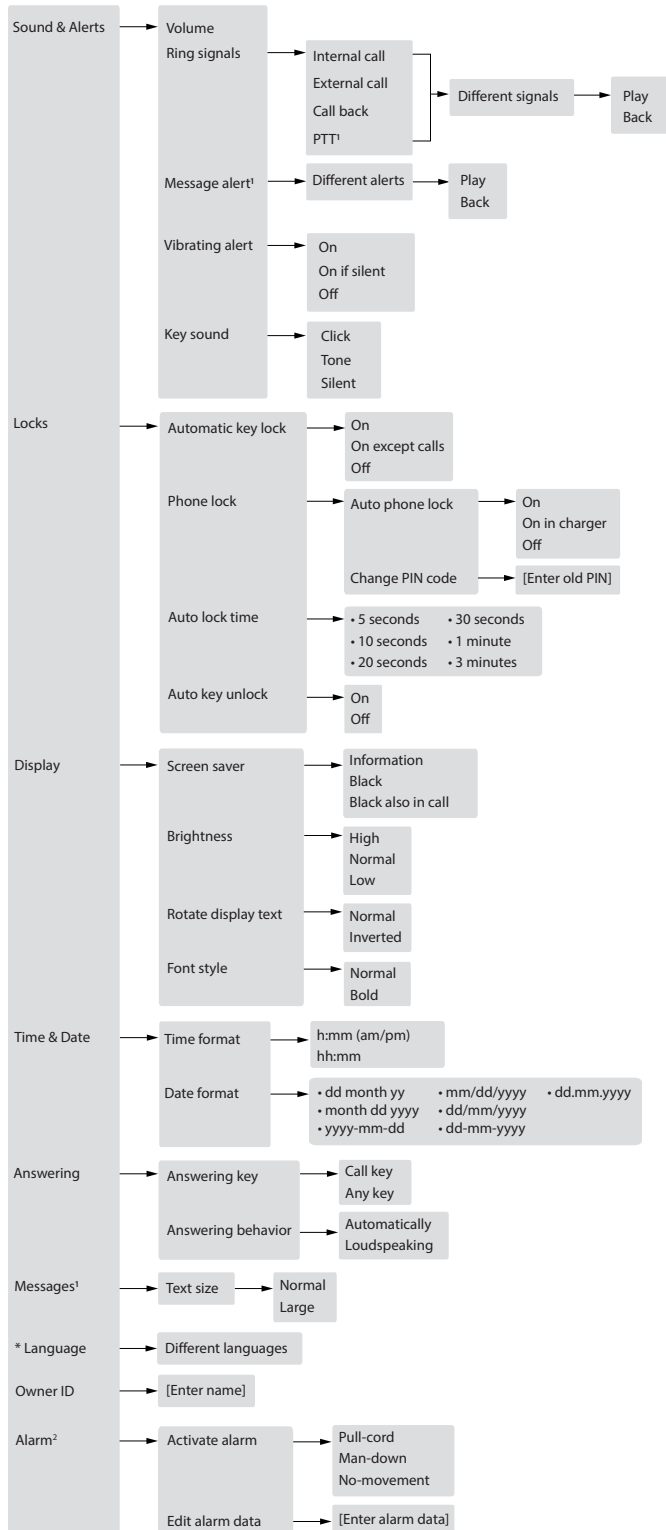 Sound & Alerts
Volume
Ring signals
Internal call
External call
Call back
PTT¹
Different signals
Play
Back
Message alert¹
Different alerts
Play
Back
Vibrating alert
On
On if silent
Off
Key sound
Click
Tone
Silent
Locks
Automatic key lock
On
On except calls
Off
Phone lock
Auto phone lock
On
On in charger
Off
Change PIN code
[Enter old PIN]
Auto lock time
• 5 seconds • 30 seconds
• 10 seconds • 1 minute
• 20 seconds • 3 minutes
Auto key unlock
On
Off
Display
Screen saver
Information
Black
Black also in call
Brightness
High
Normal
Low
Rotate display text
Normal
Inverted
Font style
Normal
Bold
Time & Date
Time format
h:mm (am/pm)
hh:mm
Date format
• dd month yy • mm/dd/yyyy • dd.mm.yyyy
• month dd yyyy • dd/mm/yyyy
• yyyy-mm-dd • dd-mm-yyyy
Answering
Answering key
Call key
Any key
Answering behavior
Automatically
Loudspeaking
Messages¹
Text size
Normal
Large
* Language
Different languages
Owner ID
[Enter name]
Alarm²
Activate alarm
Pull-cord
Man-down
No-movement
Edit alarm data
[Enter alarm data]